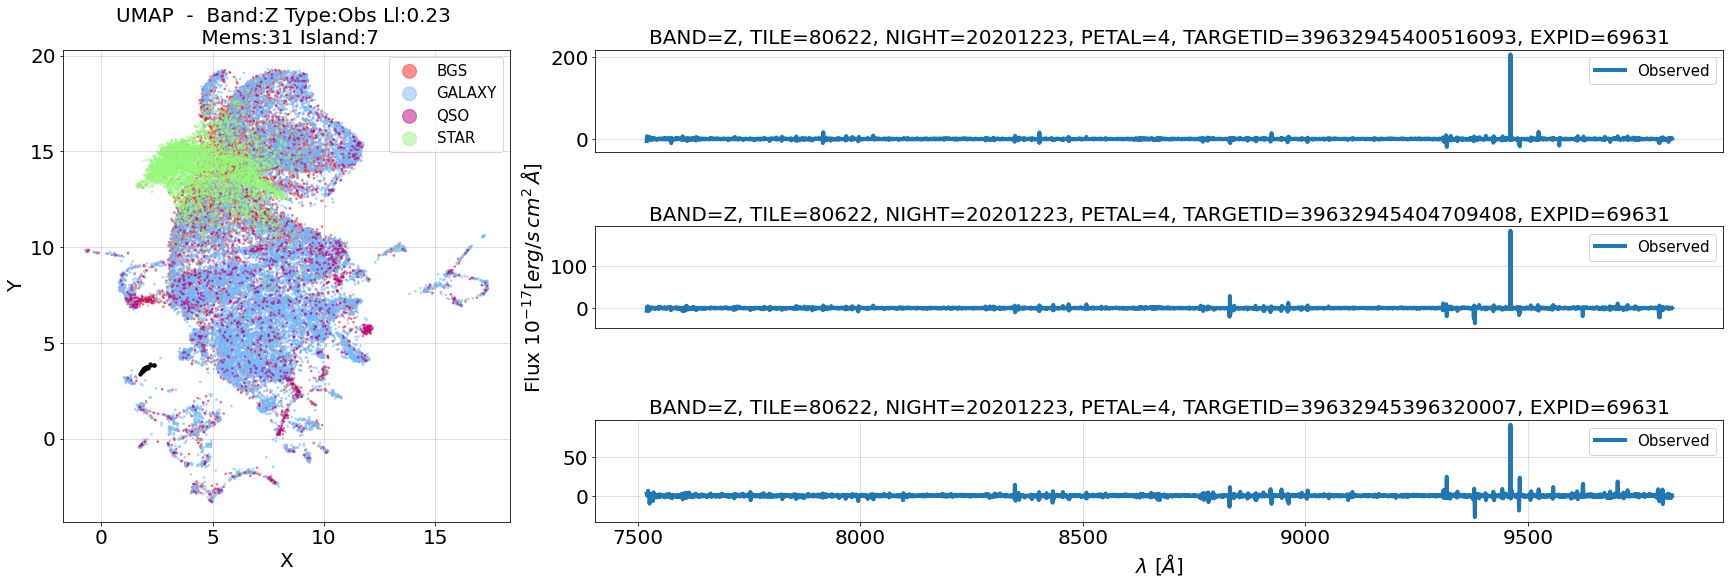 UMAP - Band:Z Type:Obs Ll:0.23
Mems:31 Island:7
BGS
GALAXY
QSO
STAR
20
15
10
5
0
Y
0 5 10 15
X
BAND=Z, TILE=80622, NIGHT=20201223, PETAL=4, TARGETID=39632945400516093, EXPID=69631
Observed
200
0
BAND=Z, TILE=80622, NIGHT=20201223, PETAL=4, TARGETID=39632945404709408, EXPID=69631
Observed
100
0
Flux 10⁻¹⁷[erg/s cm² Å]
BAND=Z, TILE=80622, NIGHT=20201223, PETAL=4, TARGETID=39632945396320007, EXPID=69631
Observed
50
0
7500 8000 8500 9000 9500
λ [Å]